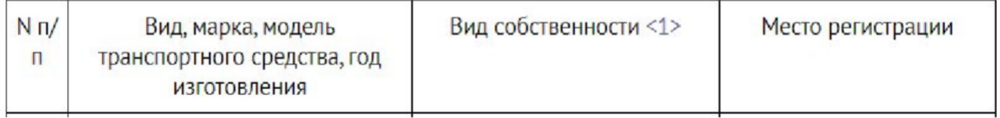 N п/
п
Вид, марка, модель
транспортного средства, год
изготовления
Вид собственности <1>
Место регистрации